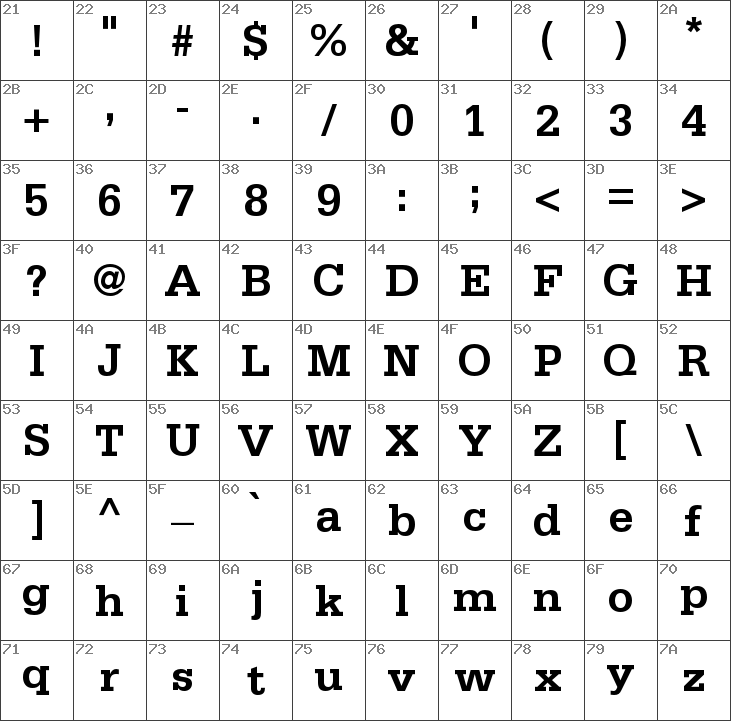 21 22 23 24 25 26 27 28 29 2A
! " # $ % & ' ( ) *
2B 2C 2D 2E 2F 30 31 32 33 34
+ , - . / 0 1 2 3 4
35 36 37 38 39 3A 3B 3C 3D 3E
5 6 7 8 9 : ; < = >
3F 40 41 42 43 44 45 46 47 48
? @ A B C D E F G H
49 4A 4B 4C 4D 4E 4F 50 51 52
I J K L M N O P Q R
53 54 55 56 57 58 59 5A 5B 5C
S T U V W X Y Z [ \
5D 5E 5F 60 61 62 63 64 65 66
] ^ _ ` a b c d e f
67 68 69 6A 6B 6C 6D 6E 6F 70
g h i j k l m n o p
71 72 73 74 75 76 77 78 79 7A
q r s t u v w x y z